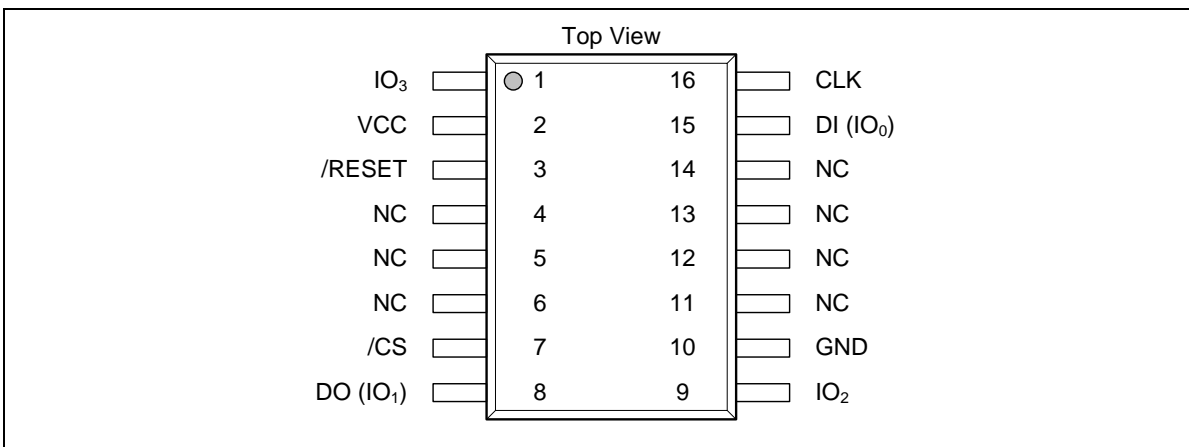 Top View
IO₃ 1 16 CLK
VCC 2 15 DI (IO₀)
/RESET 3 14 NC
NC 4 13 NC
NC 5 12 NC
NC 6 11 NC
/CS 7 10 GND
DO (IO₁) 8 9 IO₂